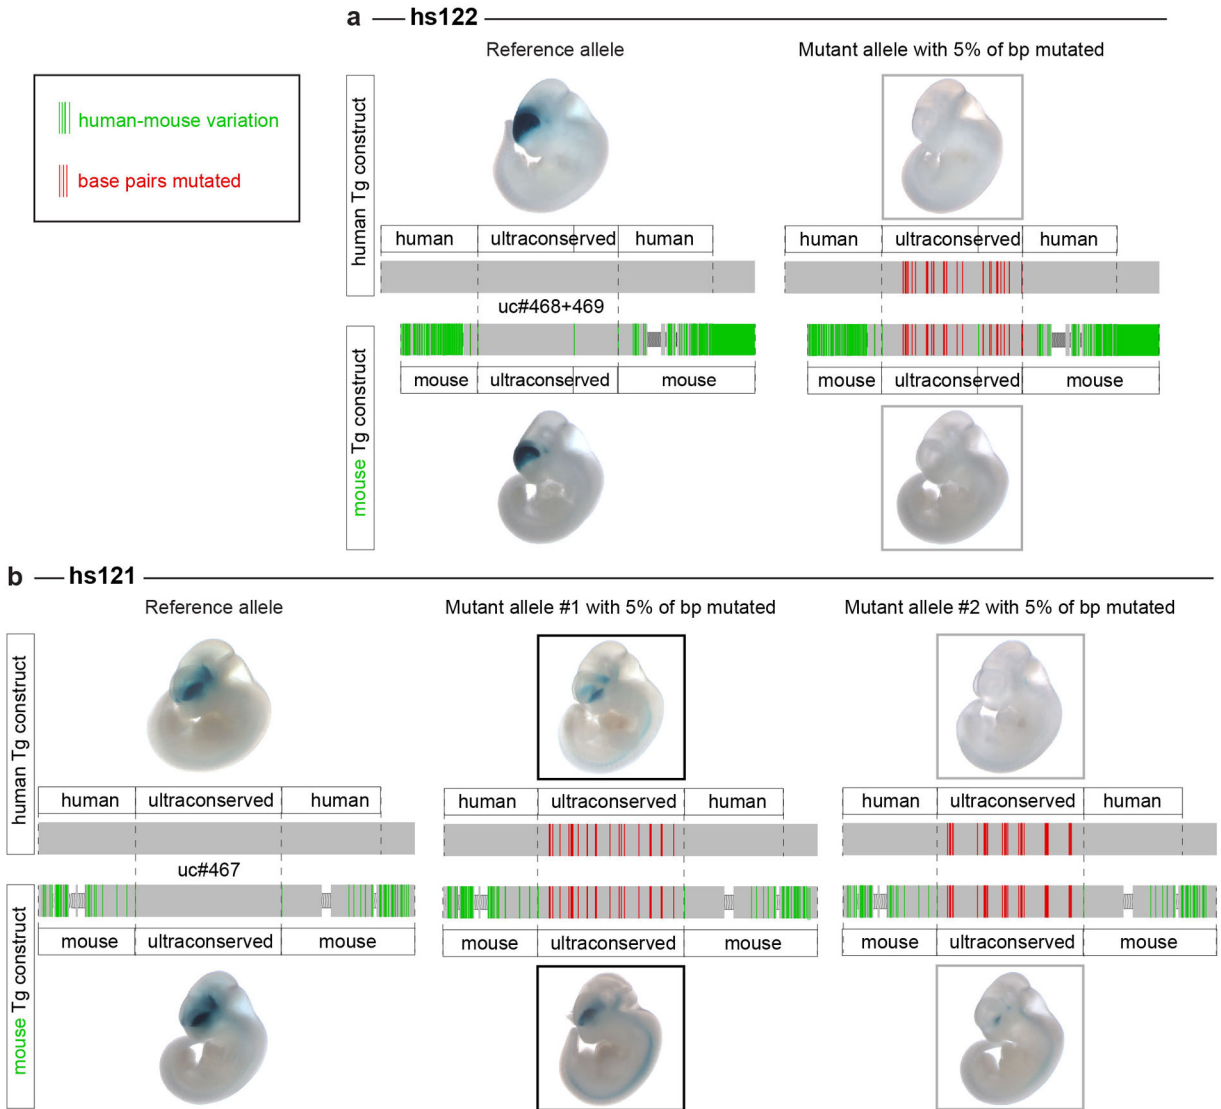 a hs122
Reference allele
Mutant allele with 5% of bp mutated
human-mouse variation
base pairs mutated
human Tg construct
human ultraconserved human
human ultraconserved human
uc#468+469
mouse Tg construct
mouse ultraconserved mouse
mouse ultraconserved mouse
b hs121
Reference allele
Mutant allele #1 with 5% of bp mutated
Mutant allele #2 with 5% of bp mutated
human Tg construct
human ultraconserved human
human ultraconserved human
human ultraconserved human
uc#467
mouse Tg construct
mouse ultraconserved mouse
mouse ultraconserved mouse
mouse ultraconserved mouse